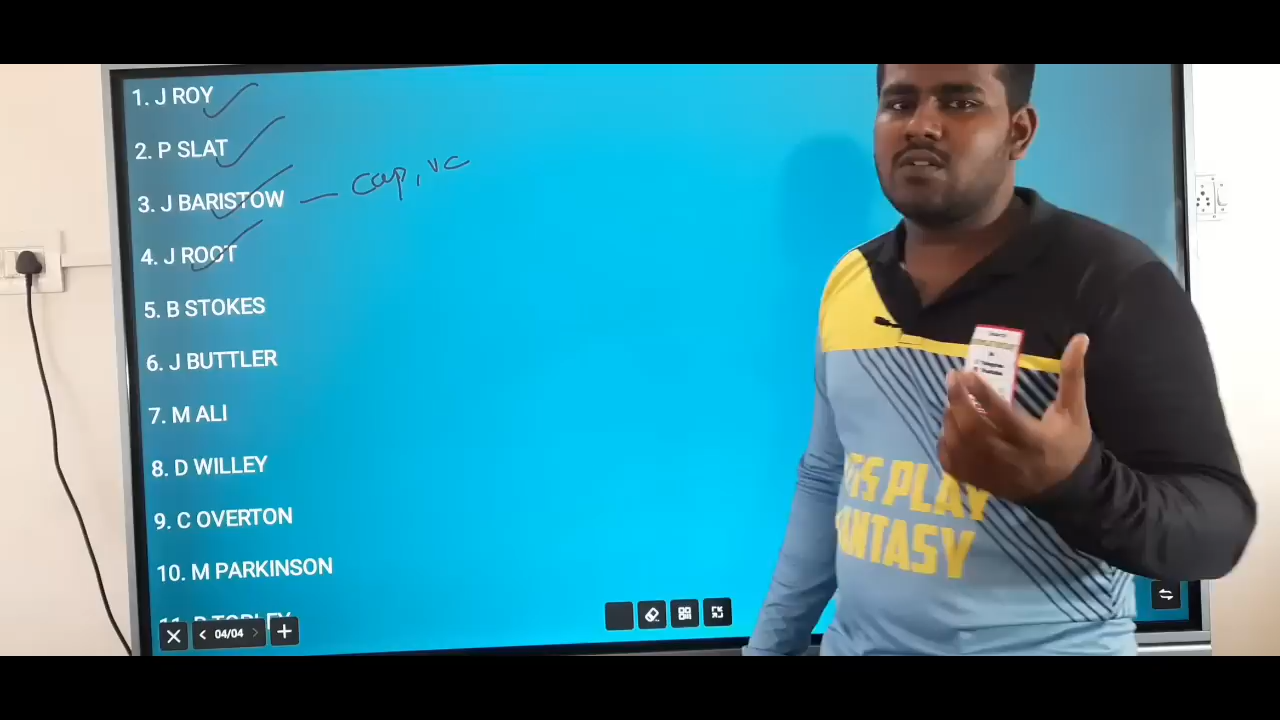 1. J ROY
2. P SLAT
3. J BARISTOW — cap, vc
4. J ROOT
5. B STOKES
6. J BUTTLER
7. M ALI
8. D WILLEY
9. C OVERTON
10. M PARKINSON
04/04
PLAY